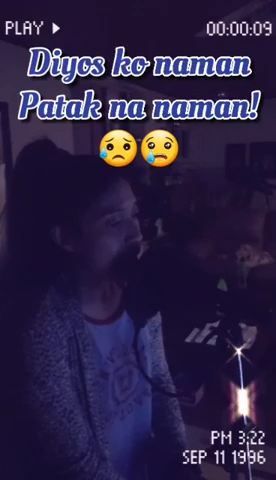 PLAY
00:00:09
Diyos ko naman
Patak na naman!
PM 3:22
SEP 11 1996